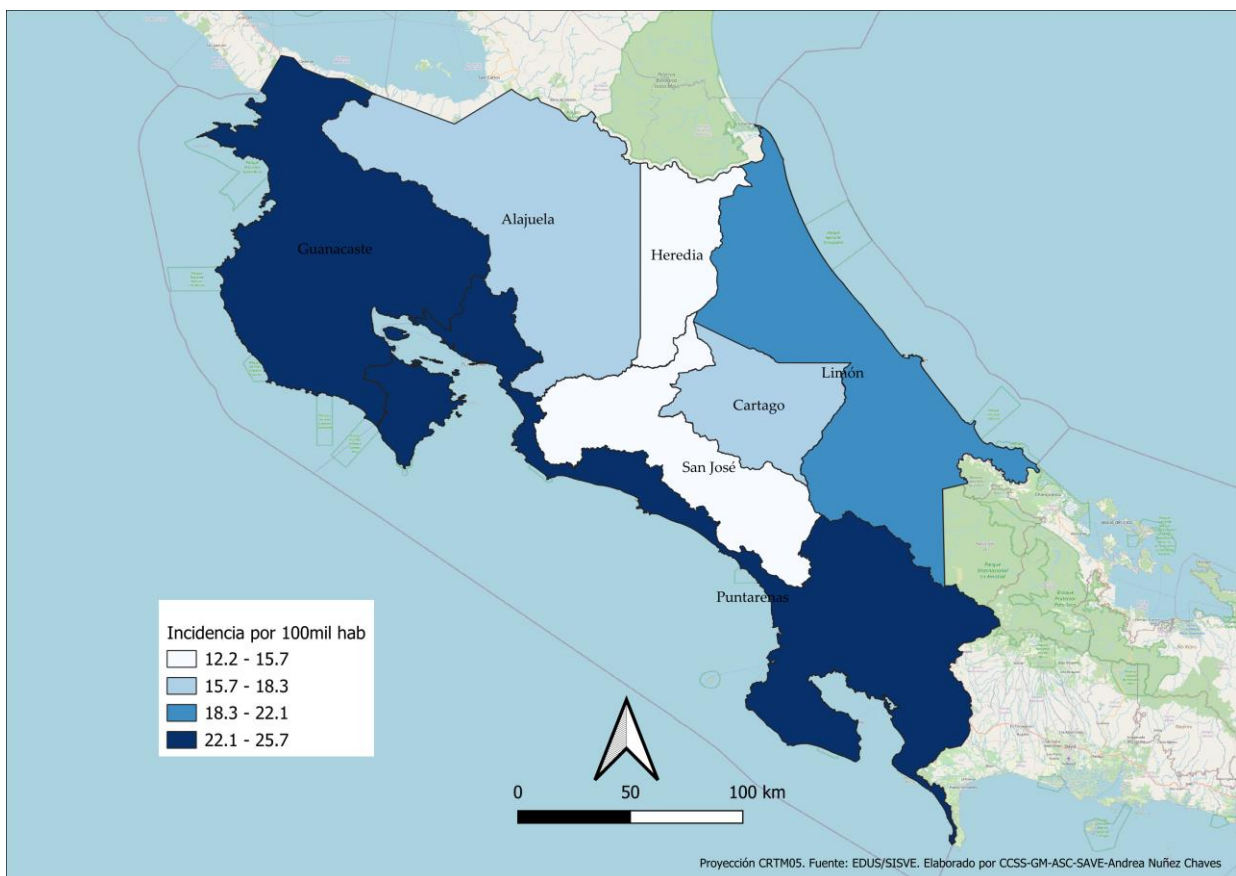 Alajuela
Guanacaste
Heredia
Limón
Cartago
San José
Puntarenas
Incidencia por 100mil hab
12.2 - 15.7
15.7 - 18.3
18.3 - 22.1
22.1 - 25.7
0 50 100 km
Proyección CRTM05. Fuente: EDUS/SISVE. Elaborado por CCSS-GM-ASC-SAVE-Andrea Nuñez Chaves